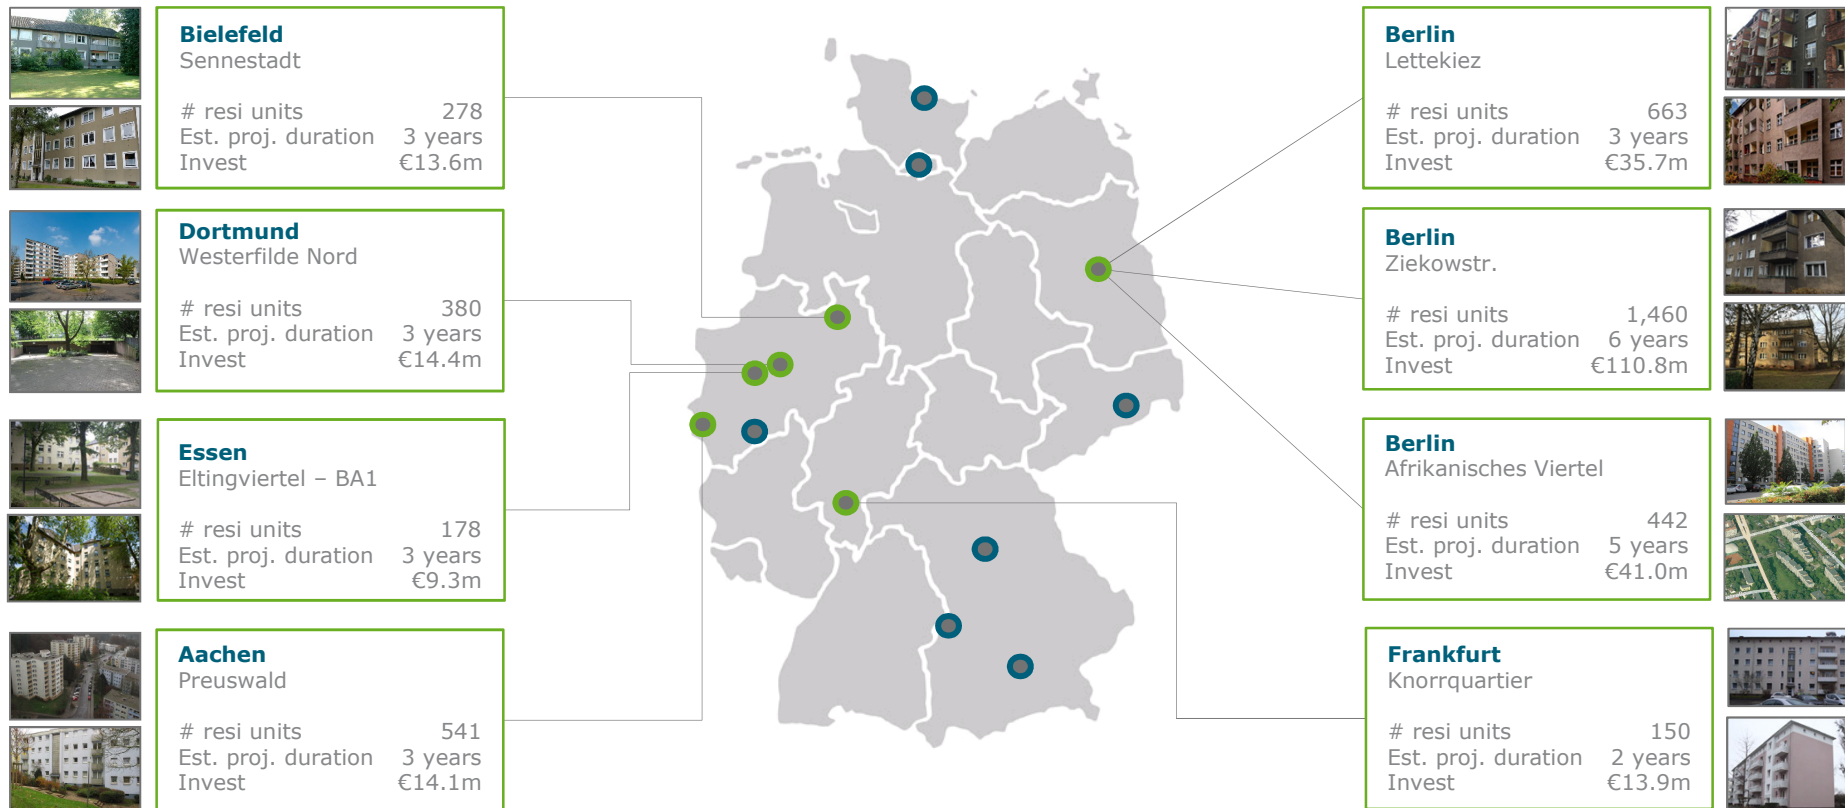 Bielefeld
Sennestadt
# resi units 278
Est. proj. duration 3 years
Invest €13.6m
Dortmund
Westerfilde Nord
# resi units 380
Est. proj. duration 3 years
Invest €14.4m
Essen
Eltingviertel – BA1
# resi units 178
Est. proj. duration 3 years
Invest €9.3m
Aachen
Preuswald
# resi units 541
Est. proj. duration 3 years
Invest €14.1m
Berlin
Lettekiez
# resi units 663
Est. proj. duration 3 years
Invest €35.7m
Berlin
Ziekowstr.
# resi units 1,460
Est. proj. duration 6 years
Invest €110.8m
Berlin
Afrikanisches Viertel
# resi units 442
Est. proj. duration 5 years
Invest €41.0m
Frankfurt
Knorrquartier
# resi units 150
Est. proj. duration 2 years
Invest €13.9m